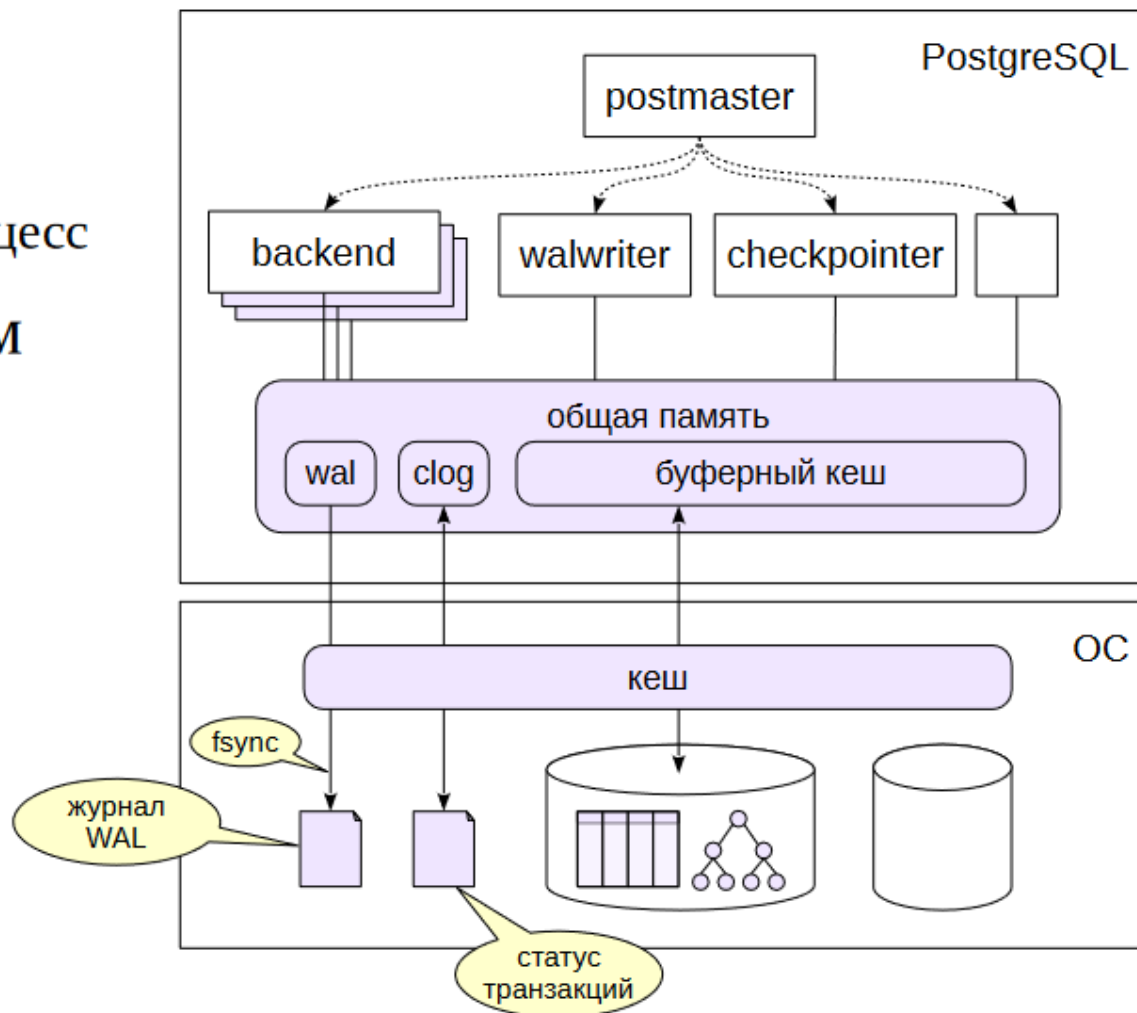 PostgreSQL
postmaster
цесс
м
backend
walwriter
checkpointer
общая память
wal
clog
буферный кеш
ОС
кеш
fsync
журнал
WAL
статус
транзакций